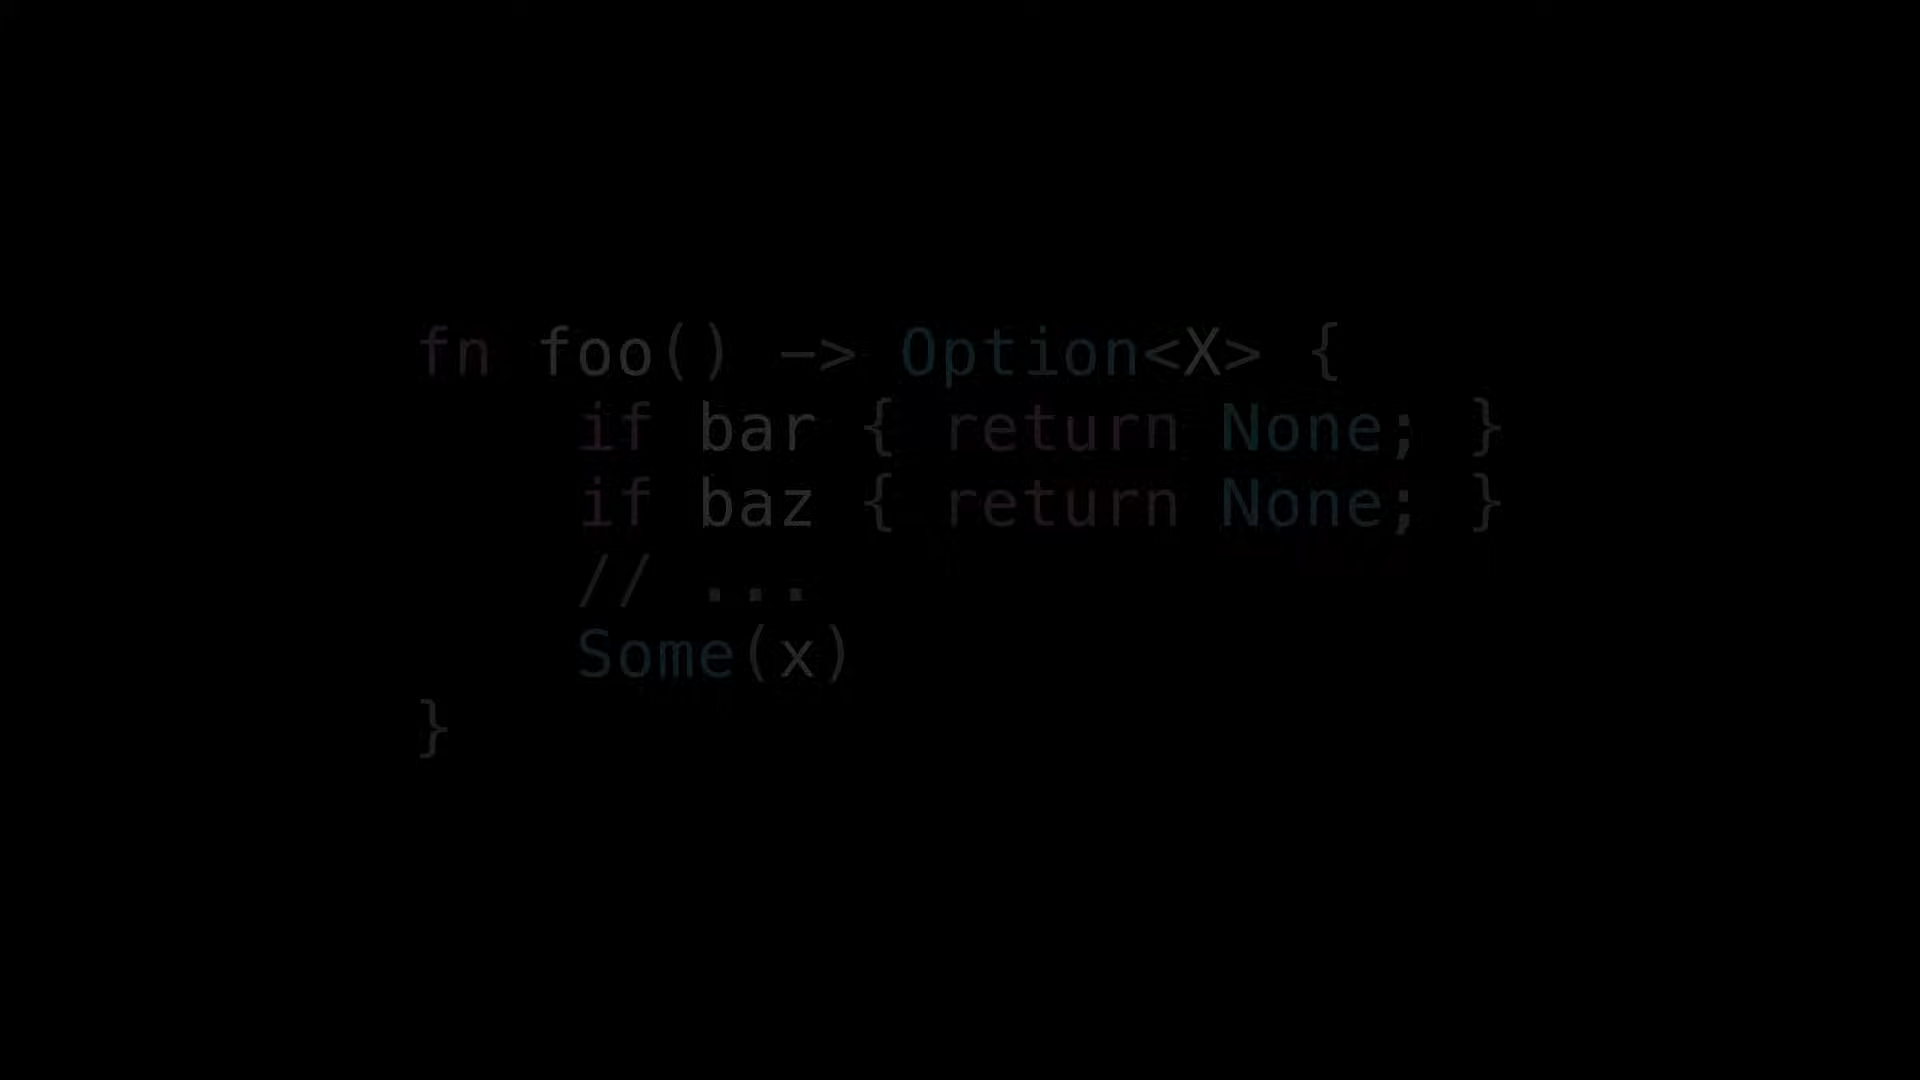 fn foo() -> Option<X> {
    if bar { return None; }
    if baz { return None; }
    // ...
    Some(x)
}